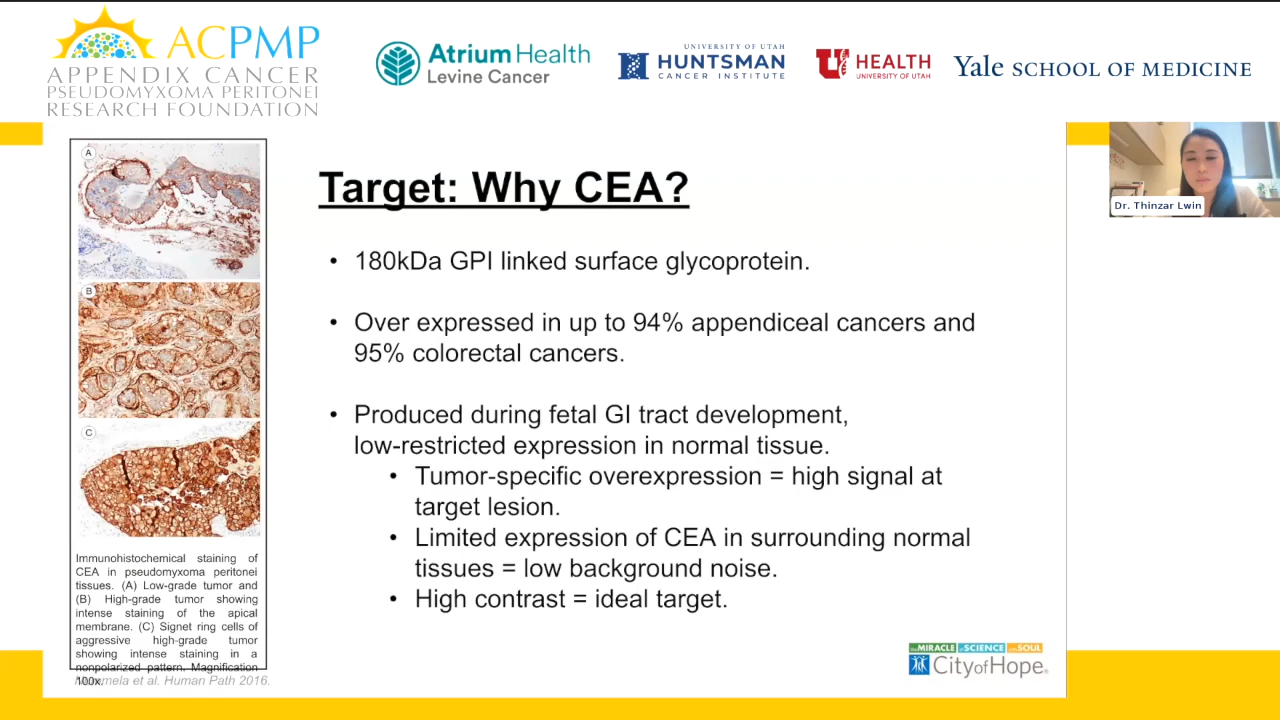 ACPMP
APPENDIX CANCER
PSEUDOMYXOMA PERITONEI
RESEARCH FOUNDATION
Atrium Health
Levine Cancer
UNIVERSITY OF UTAH
HUNTSMAN
CANCER INSTITUTE
HEALTH
UNIVERSITY OF UTAH
Yale SCHOOL OF MEDICINE
Dr. Thinzar Lwin
A
B
C
Immunohistochemical staining of
CEA in pseudomyxoma peritonei
tissues. (A) Low-grade tumor and
(B) High-grade tumor showing
intense staining of the apical
membrane. (C) Signet ring cells of
aggressive high-grade tumor
showing intense staining in a
nonpolarized pattern. Magnification
100x.
et al. Human Path 2016.
Target: Why CEA?
• 180kDa GPI linked surface glycoprotein.
• Over expressed in up to 94% appendiceal cancers and
95% colorectal cancers.
• Produced during fetal GI tract development,
low-restricted expression in normal tissue.
• Tumor-specific overexpression = high signal at
target lesion.
• Limited expression of CEA in surrounding normal
tissues = low background noise.
• High contrast = ideal target.
The MIRACLE of SCIENCE with SOUL
City of Hope